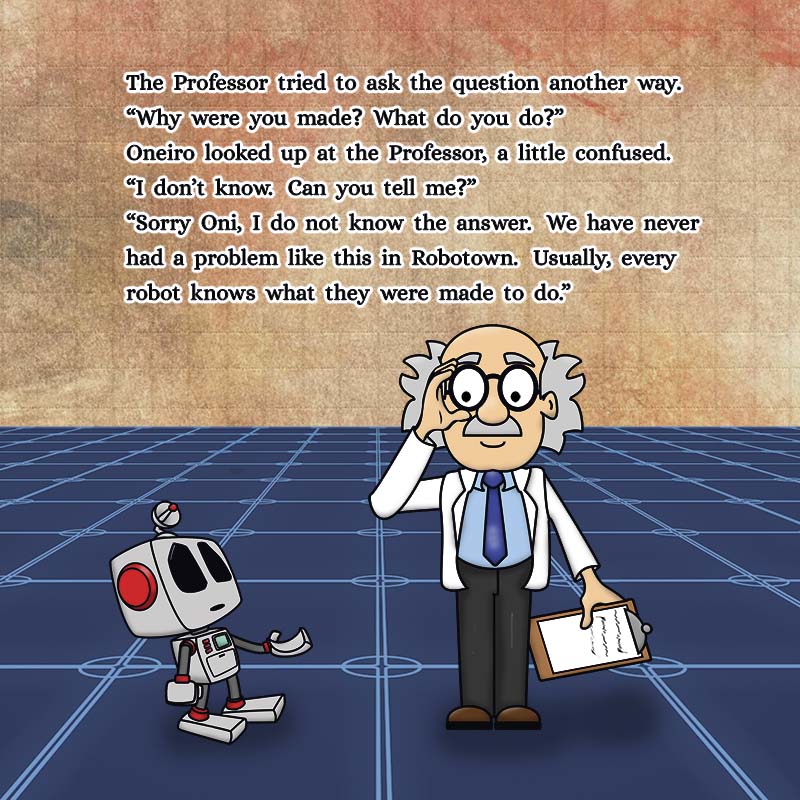 The Professor tried to ask the question another way.
“Why were you made? What do you do?”
Oneiro looked up at the Professor, a little confused.
“I don’t know. Can you tell me?”
“Sorry Oni, I do not know the answer. We have never
had a problem like this in Robotown. Usually, every
robot knows what they were made to do.”